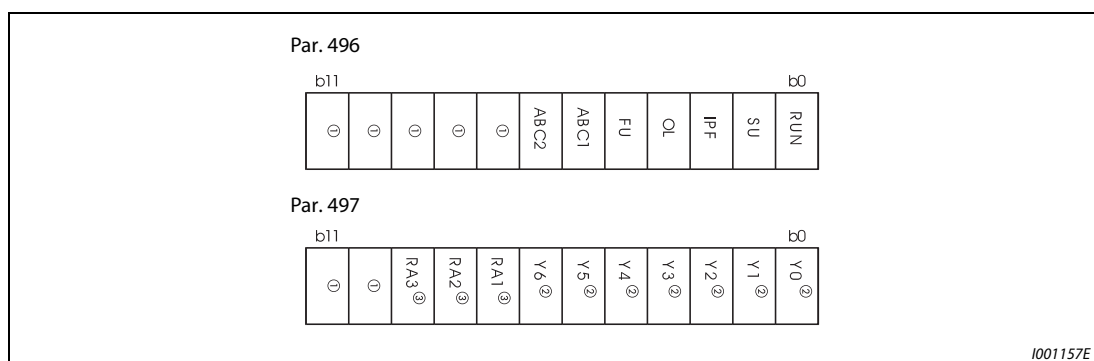 Par. 496
b11 b0
① ① ① ① ① ABC2 ABC1 FU OL IPF SU RUN
Par. 497
b11 b0
① ① RA3③ RA2③ RA1③ Y6② Y5② Y4② Y3② Y2② Y1② Y0②
I001157E